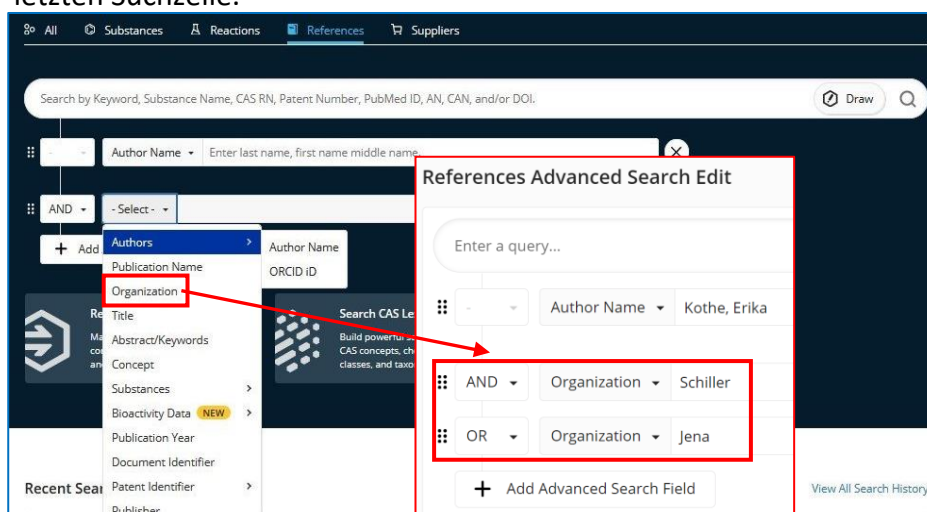 letzten Suchzeile.
All Substances Reactions References Suppliers
Search by Keyword, Substance Name, CAS RN, Patent Number, PubMed ID, AN, CAN, and/or DOI.
Draw
- Author Name Enter last name, first name middle name.
AND - Select -
+ Add
Authors
Author Name
ORCID iD
Publication Name
Organization
Title
Abstract/Keywords
Concept
Substances
Bioactivity Data NEW
Publication Year
Document Identifier
Patent Identifier
Publisher
Re
Ma
co
an
Search CAS Le
Build powerful s
CAS concepts, ch
classes, and taxo
References Advanced Search Edit
Enter a query...
- Author Name Kothe, Erika
AND Organization Schiller
OR Organization Jena
+ Add Advanced Search Field
Recent Sear
View All Search History